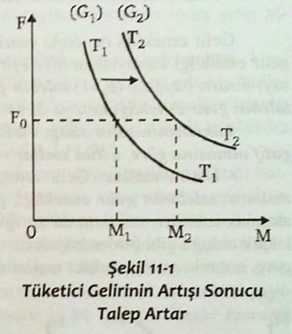 F (G₁) (G₂)
T₁ T₂
F₀
T₂
T₁
0 M₁ M₂ M
Şekil 11-1
Tüketici Gelirinin Artışı Sonucu
Talep Artar